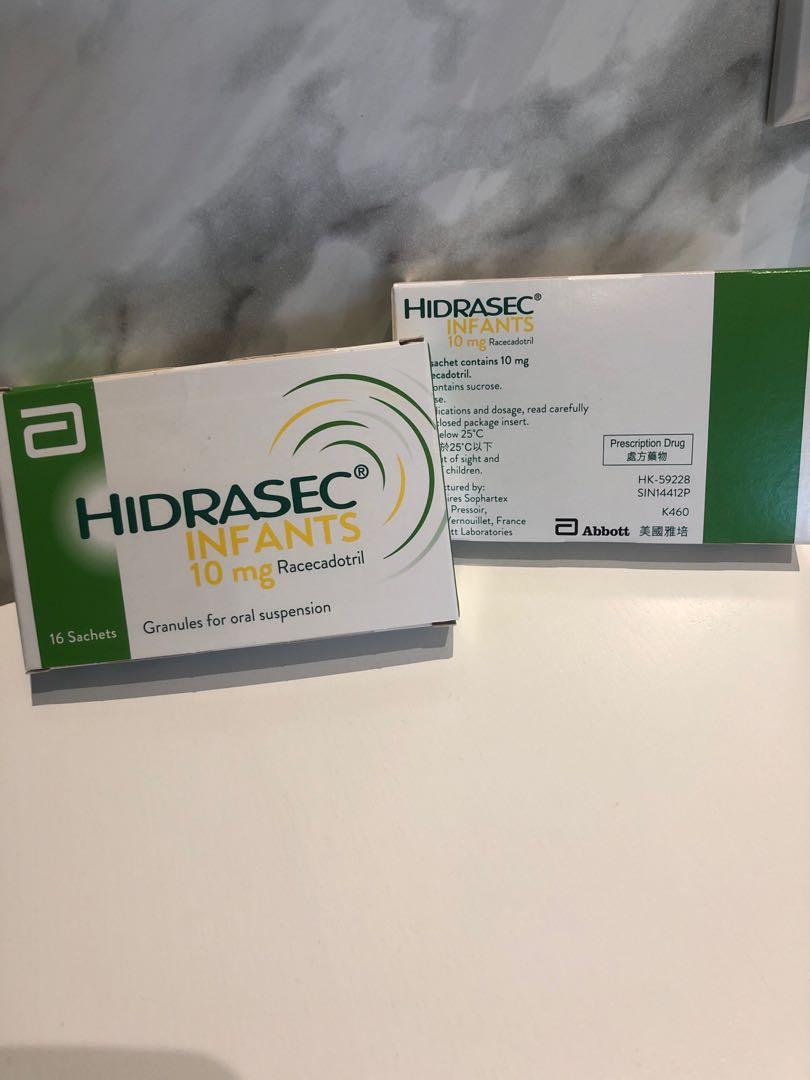 HIDRASEC®
INFANTS
10 mg Racecadotril
Granules for oral suspension
16 Sachets
HIDRASEC®
INFANTS
10 mg Racecadotril
sachet contains 10 mg
ecadotril.
ontains sucrose.
se.
lications and dosage, read carefully
closed package insert.
elow 25°C
於25°C以下
t of sight and
children.
tured by:
ires Sophartex
Pressoir,
Vernouillet, France
tt Laboratories
Prescription Drug
處方藥物
HK-59228
SIN14412P
K460
Abbott 美國雅培